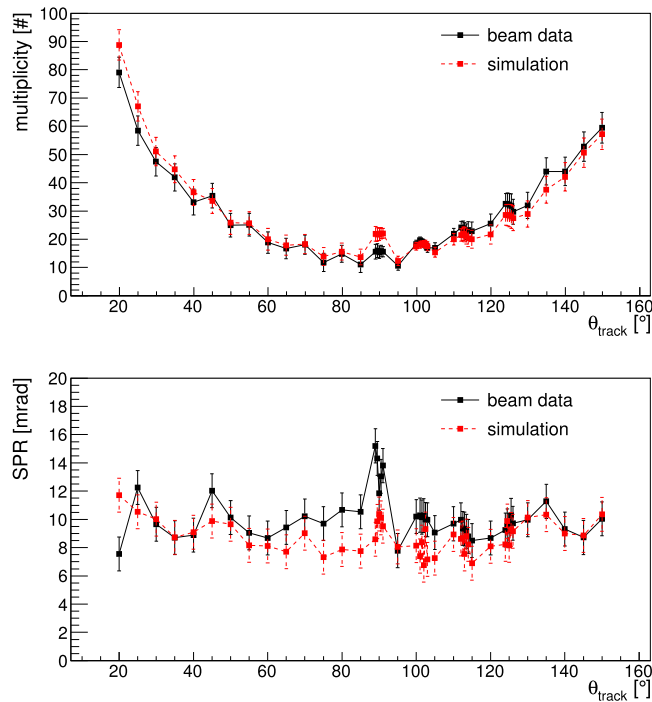 multiplicity [#]
100
90
80
70
60
50
40
30
20
10
0
beam data
simulation
20 40 60 80 100 120 140 160
θtrack [°]
SPR [mrad]
20
18
16
14
12
10
8
6
4
2
0
beam data
simulation
20 40 60 80 100 120 140 160
θtrack [°]